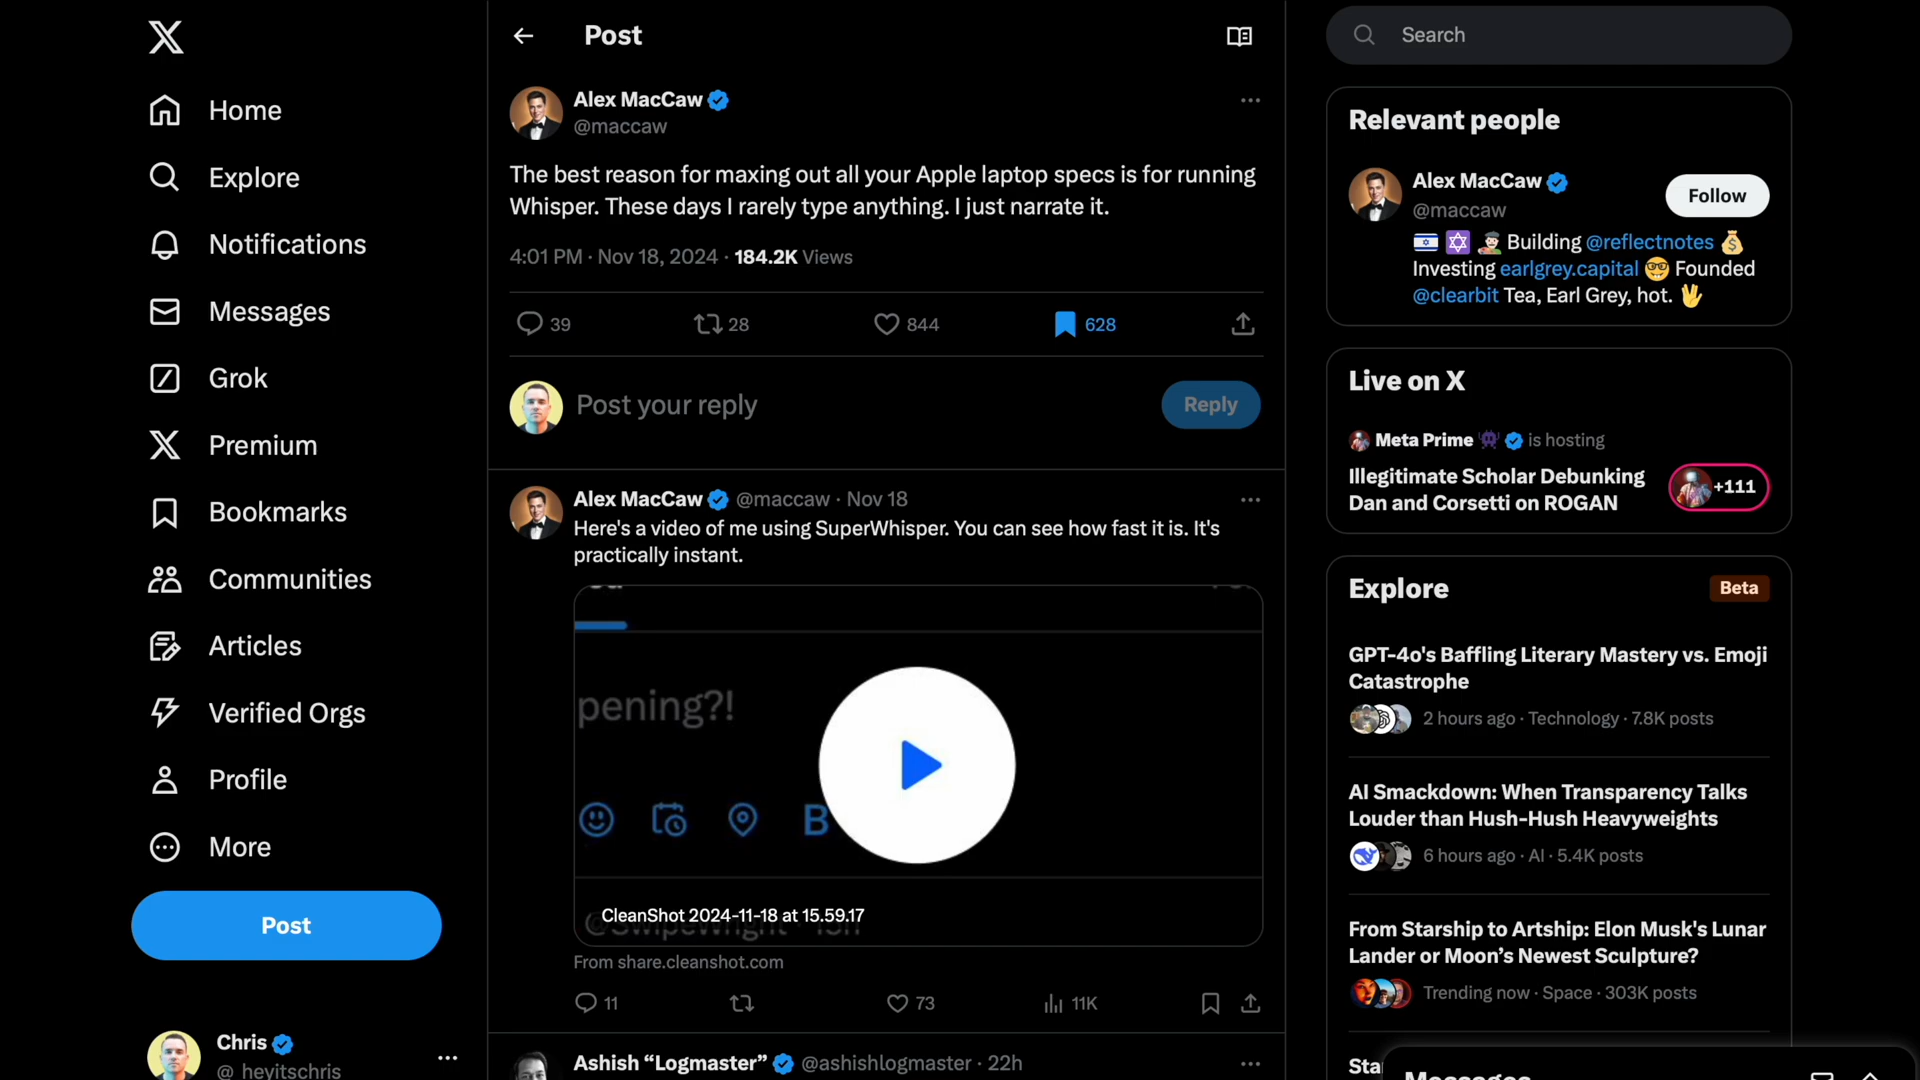 Home
Explore
Notifications
Messages
Grok
Premium
Bookmarks
Communities
Articles
Verified Orgs
Profile
More
Post
Chris
@_heyitschris
Post
Alex MacCaw
@maccaw
The best reason for maxing out all your Apple laptop specs is for running
Whisper. These days I rarely type anything. I just narrate it.
4:01 PM · Nov 18, 2024 · 184.2K Views
39 28 844 628
Post your reply
Reply
Alex MacCaw @maccaw · Nov 18
Here's a video of me using SuperWhisper. You can see how fast it is. It's
practically instant.
pening?!
B
CleanShot 2024-11-18 at 15.59.17
From share.cleanshot.com
11 73 11K
Ashish “Logmaster” @ashishlogmaster · 22h
Search
Relevant people
Alex MacCaw
@maccaw
Follow
Building @reflectnotes
Investing earlgrey.capital Founded
@clearbit Tea, Earl Grey, hot.
Live on X
Meta Prime is hosting
Illegitimate Scholar Debunking
Dan and Corsetti on ROGAN
+111
Explore
Beta
GPT-4o's Baffling Literary Mastery vs. Emoji
Catastrophe
2 hours ago · Technology · 7.8K posts
AI Smackdown: When Transparency Talks
Louder than Hush-Hush Heavyweights
6 hours ago · AI · 5.4K posts
From Starship to Artship: Elon Musk's Lunar
Lander or Moon’s Newest Sculpture?
Trending now · Space · 303K posts
Sta
Messages